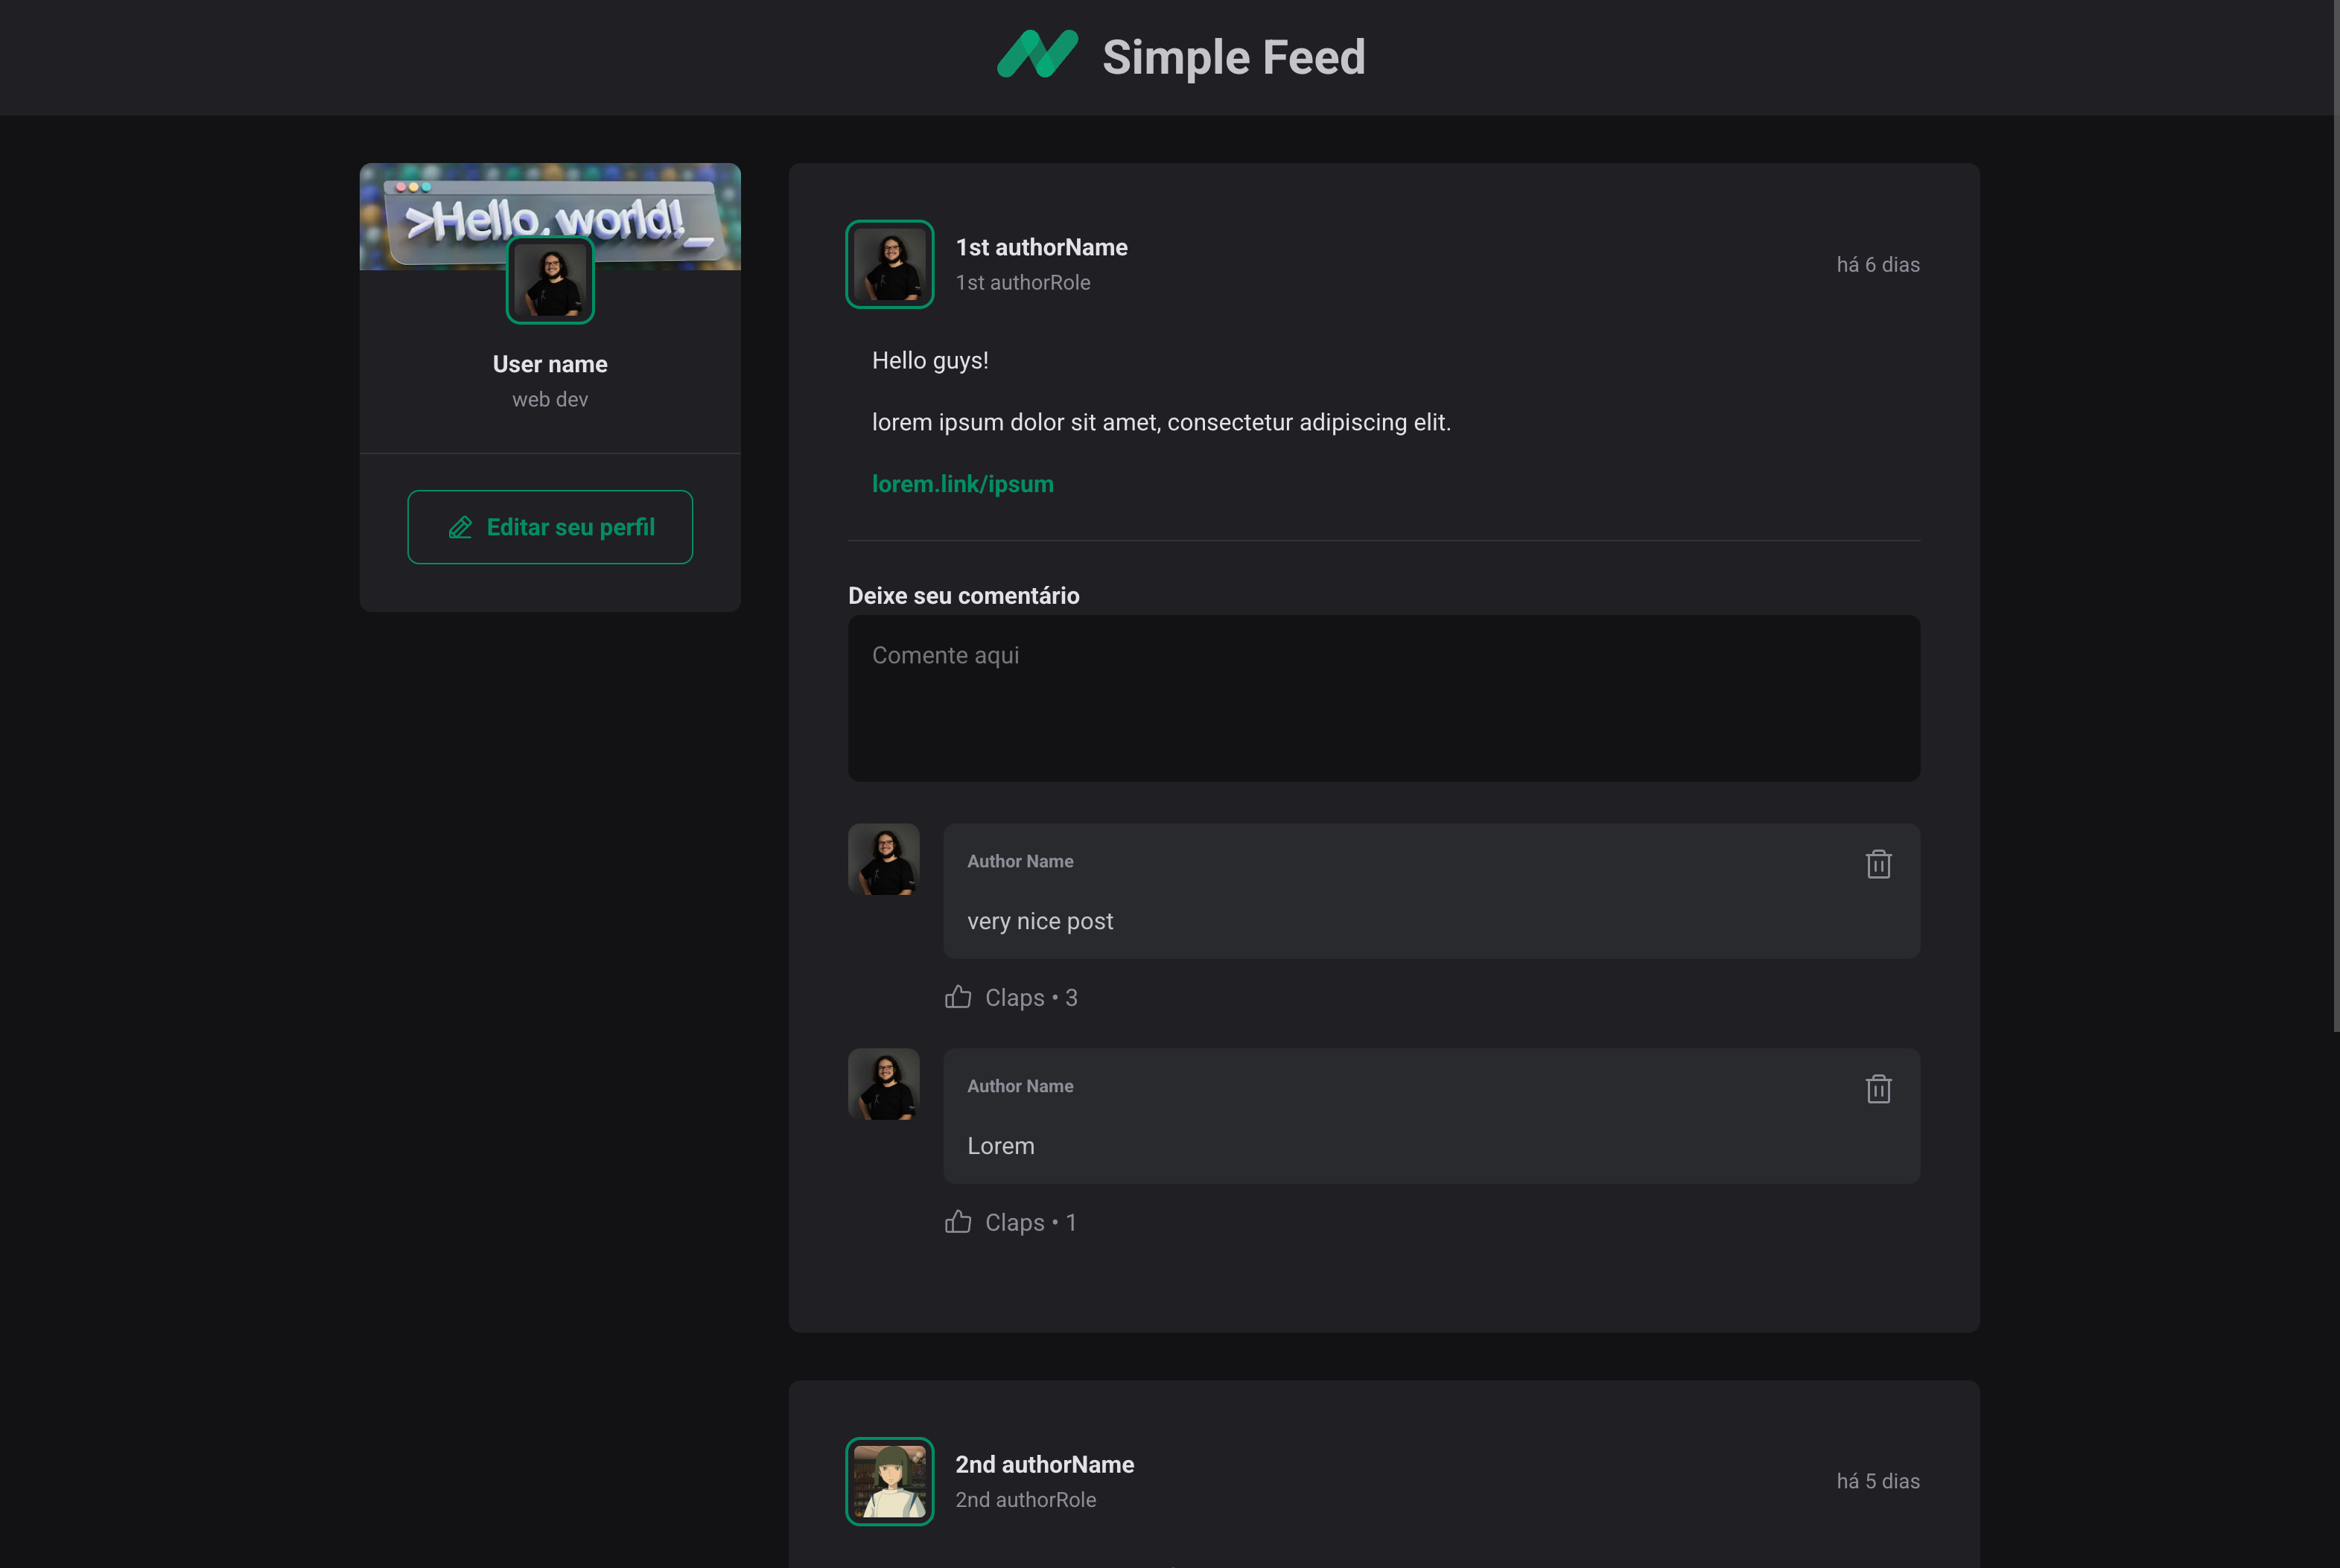 Simple Feed
>Hello, world!_
User name
web dev
Editar seu perfil
1st authorName
1st authorRole
há 6 dias
Hello guys!
lorem ipsum dolor sit amet, consectetur adipiscing elit.
lorem.link/ipsum
Deixe seu comentário
Comente aqui
Author Name
very nice post
Claps • 3
Author Name
Lorem
Claps • 1
2nd authorName
2nd authorRole
há 5 dias